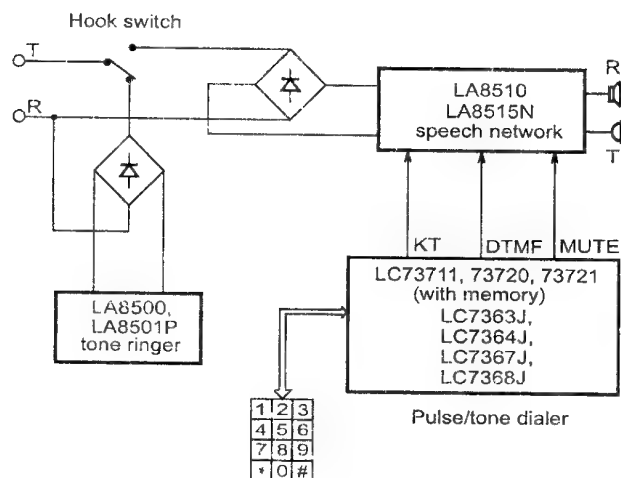 Hook switch
T
R
LA8510
LA8515N
speech network
R
T
KT
DTMF
MUTE
LA8500,
LA8501P
tone ringer
LC73711, 73720, 73721
(with memory)
LC7363J,
LC7364J,
LC7367J,
LC7368J
Pulse/tone dialer
1 2 3
4 5 6
7 8 9
* 0 #